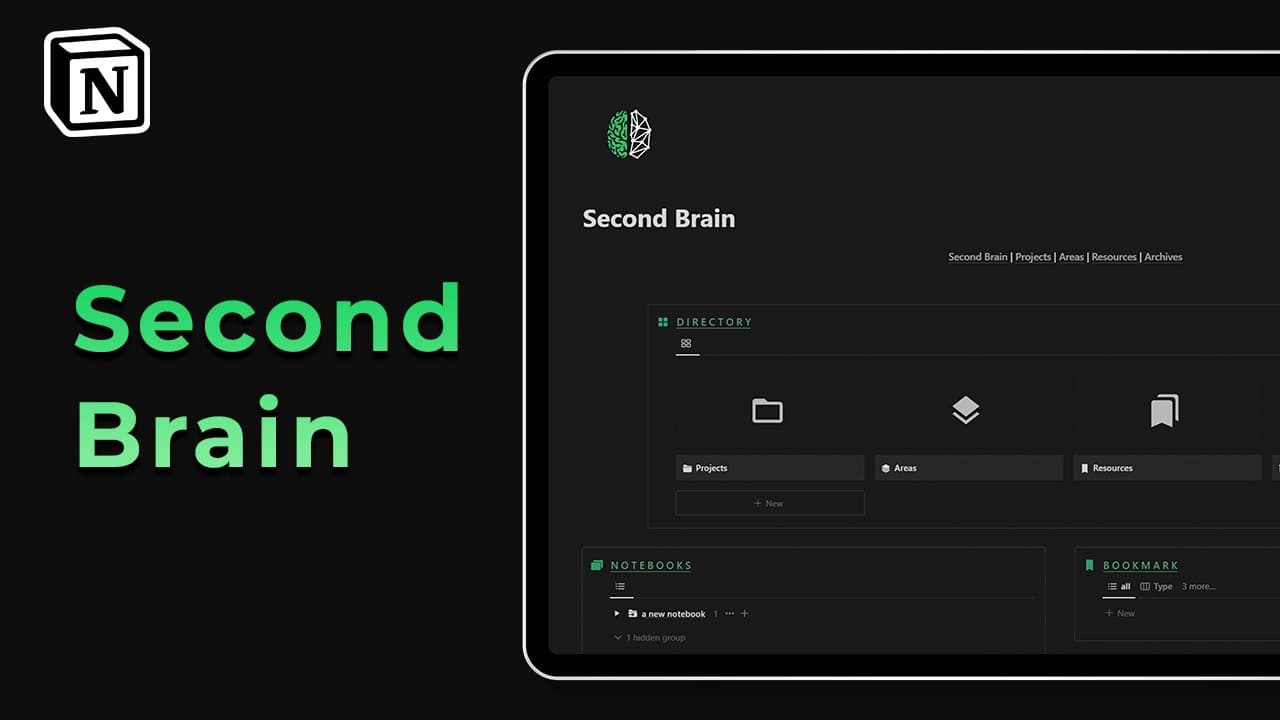 N
Second
Brain
Second Brain
Second Brain | Projects | Areas | Resources | Archives
DIRECTORY
Projects
Areas
Resources
+ New
NOTEBOOKS
a new notebook 1 ... +
1 hidden group
BOOKMARK
all Type 3 more...
+ New